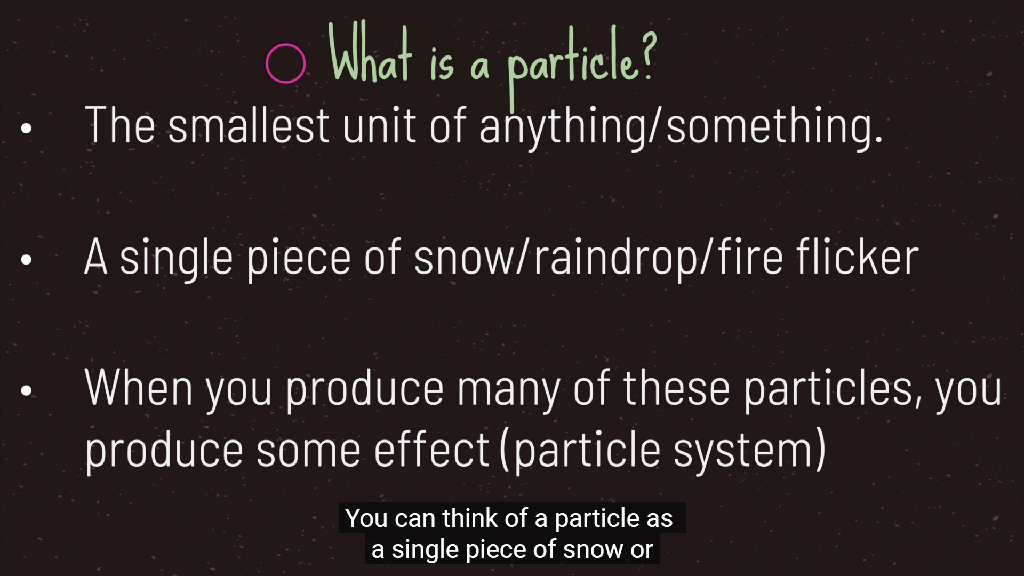 What is a particle?
• The smallest unit of anything/something.
• A single piece of snow/raindrop/fire flicker
• When you produce many of these particles, you
produce some effect (particle system)
You can think of a particle as
a single piece of snow or